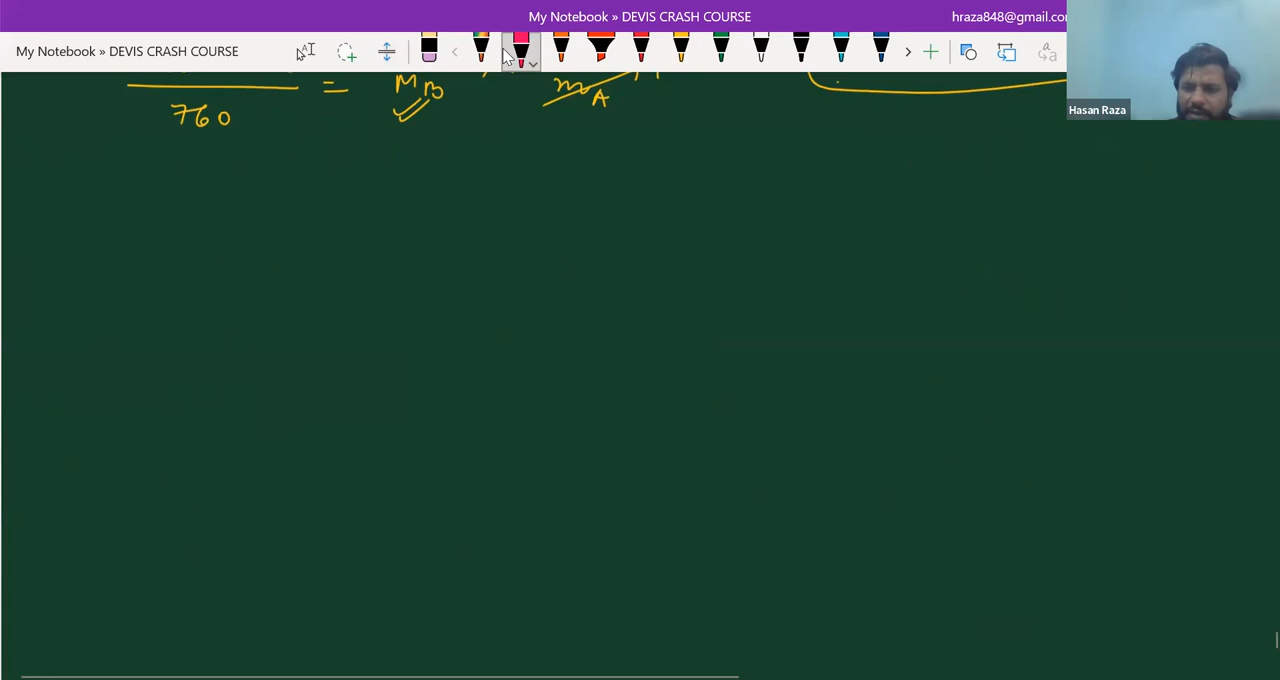 My Notebook » DEVIS CRASH COURSE
hraza848@gmail.co
My Notebook » DEVIS CRASH COURSE
Hasan Raza
760 = MB A